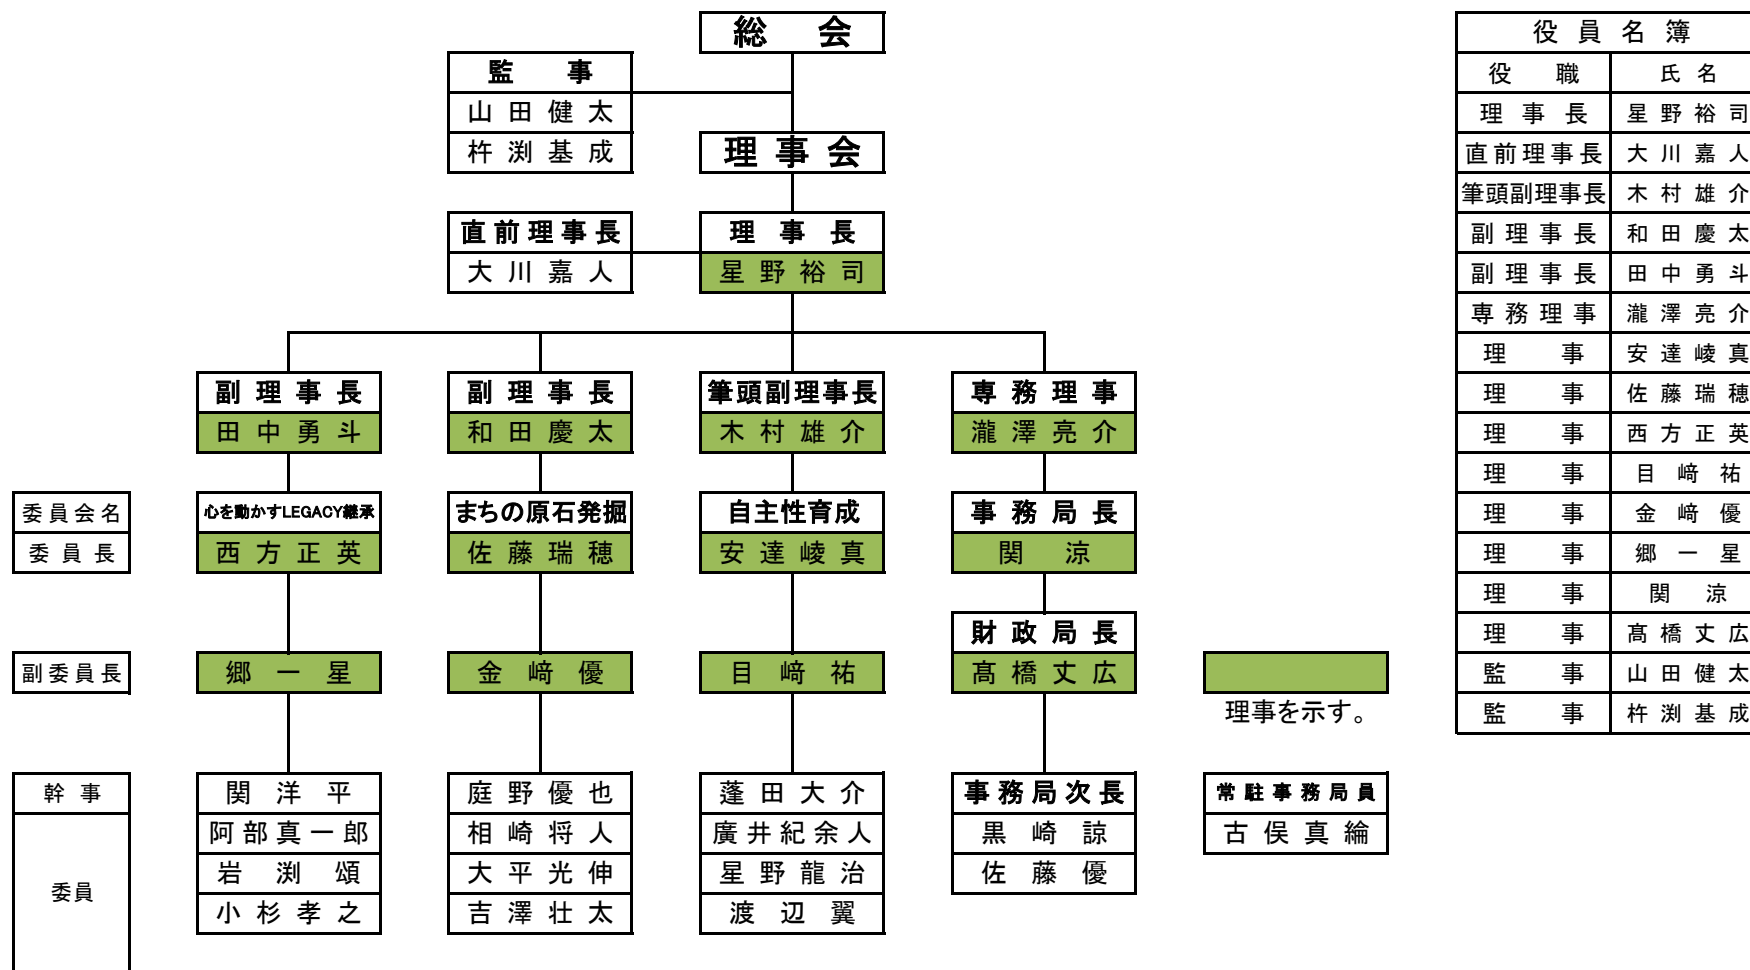 総会
監事
山田健太
杵渕基成
理事会
直前理事長
大川嘉人
理事長
星野裕司
副理事長
田中勇斗
副理事長
和田慶太
筆頭副理事長
木村雄介
専務理事
瀧澤亮介
委員会名
委員長
心を動かすLEGACY継承
西方正英
まちの原石発掘
佐藤瑞穂
自主性育成
安達崚真
事務局長
関涼
財政局長
髙橋丈広
副委員長
郷一星
金﨑優
目﨑祐
理事を示す。
幹事
委員
関洋平
阿部真一郎
岩渕頌
小杉孝之
庭野優也
相崎将人
大平光伸
吉澤壮太
蓬田大介
廣井紀余人
星野龍治
渡辺翼
事務局次長
黒崎諒
佐藤優
常駐事務局員
古俣真綸
役員名簿
役職 氏名
理事長 星野裕司
直前理事長 大川嘉人
筆頭副理事長 木村雄介
副理事長 和田慶太
副理事長 田中勇斗
専務理事 瀧澤亮介
理事 安達崚真
理事 佐藤瑞穂
理事 西方正英
理事 目﨑祐
理事 金﨑優
理事 郷一星
理事 関涼
理事 髙橋丈広
監事 山田健太
監事 杵渕基成